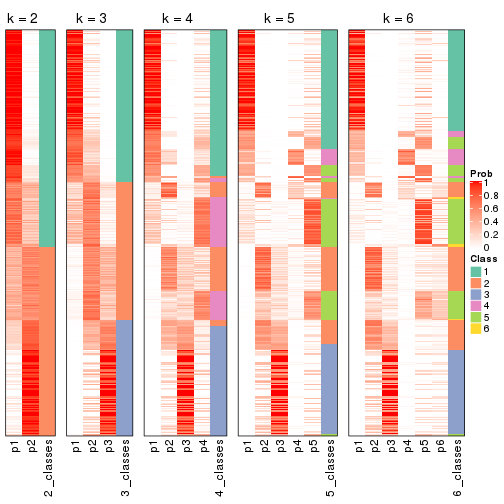 k = 2
k = 3
k = 4
k = 5
k = 6
p1
p2
2_classes
p1
p2
p3
3_classes
p1
p2
p3
p4
4_classes
p1
p2
p3
p4
p5
5_classes
p1
p2
p3
p4
p5
p6
6_classes
Prob
1
0.8
0.6
0.4
0.2
0
Class
1
2
3
4
5
6